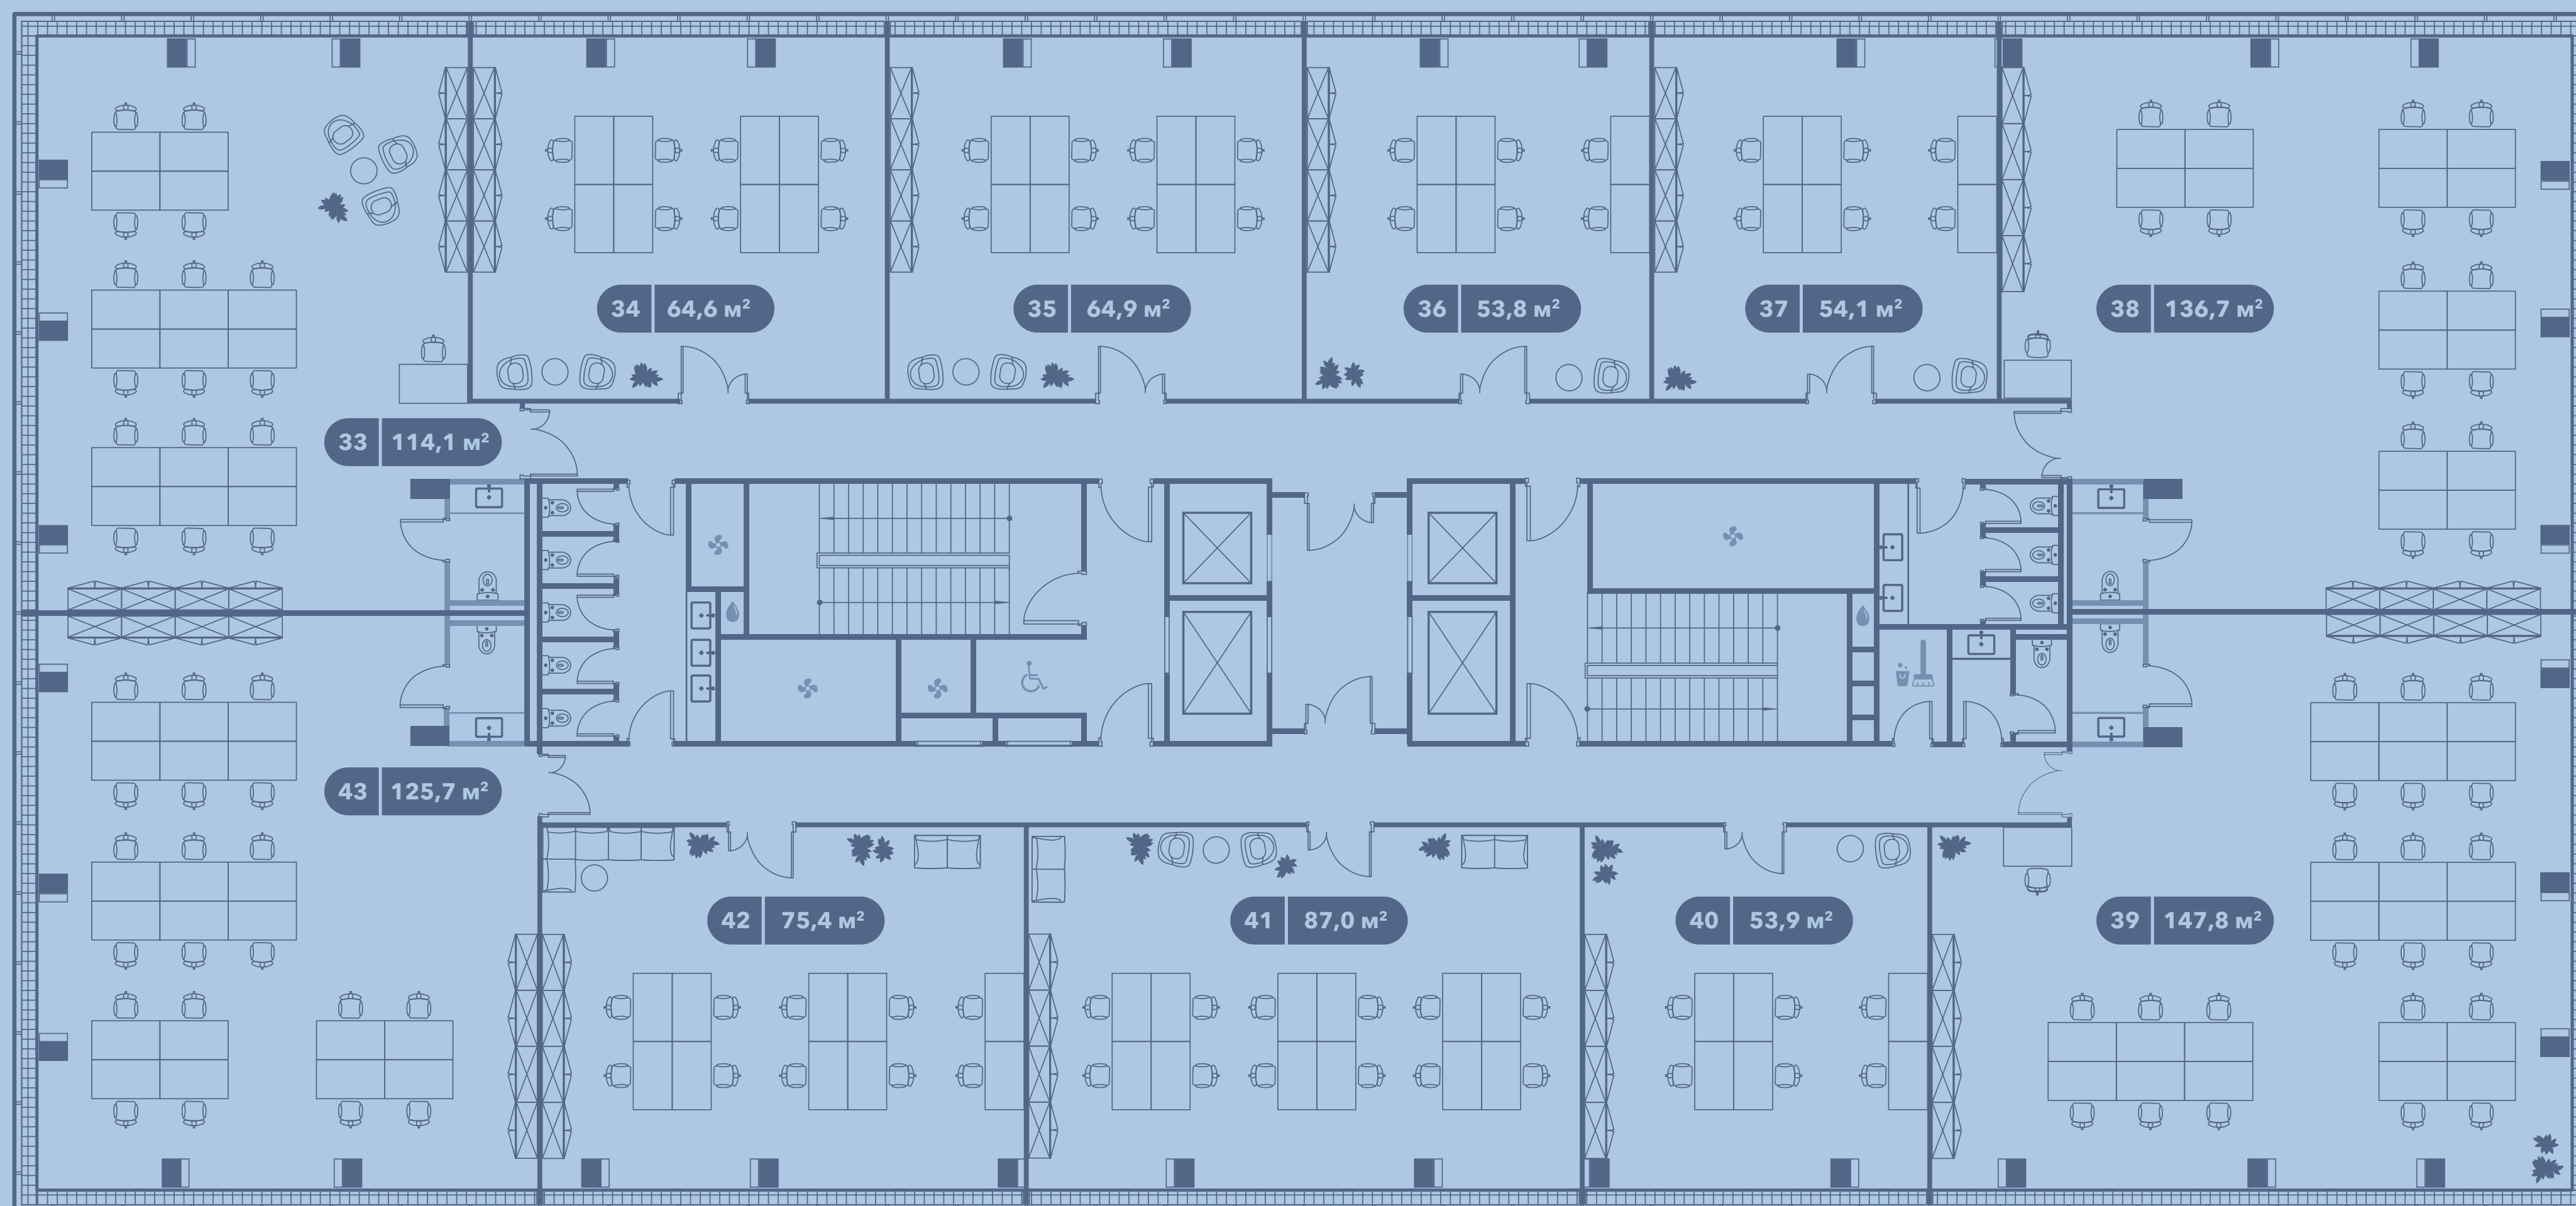 34 64,6 м²
35 64,9 м²
36 53,8 м²
37 54,1 м²
38 136,7 м²
33 114,1 м²
43 125,7 м²
42 75,4 м²
41 87,0 м²
40 53,9 м²
39 147,8 м²